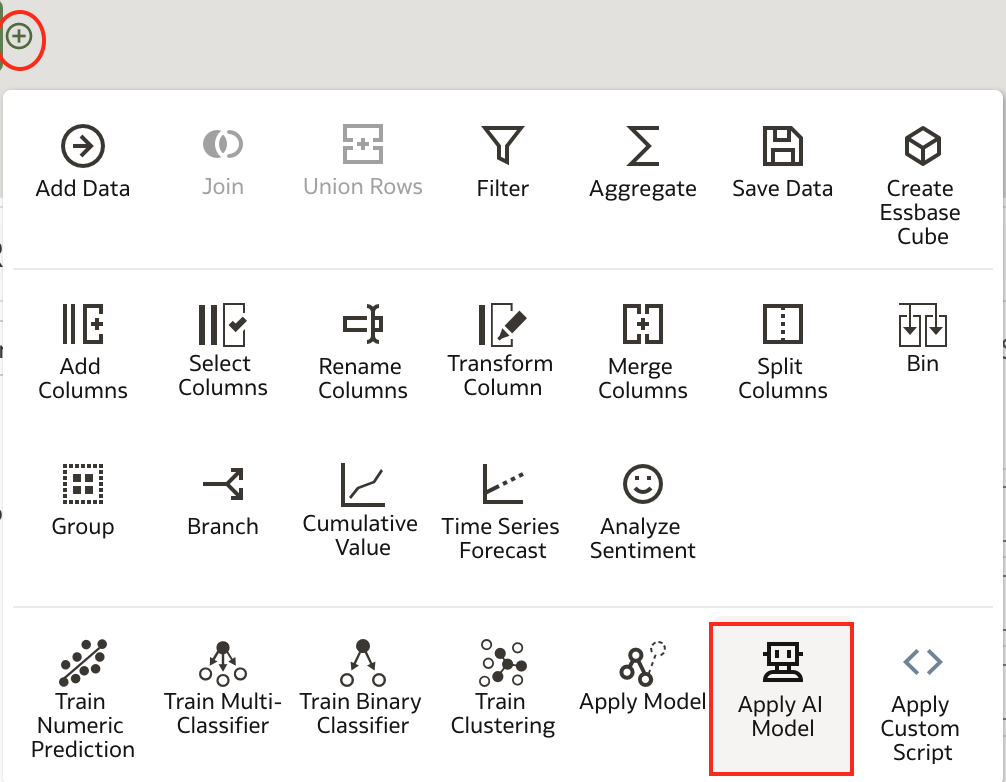 Add Data
Join
Union Rows
Filter
Aggregate
Save Data
Create
Essbase
Cube
Add
Columns
Select
Columns
Rename
Columns
Transform
Column
Merge
Columns
Split
Columns
Bin
Group
Branch
Cumulative
Value
Time Series
Forecast
Analyze
Sentiment
Train
Numeric
Prediction
Train Multi-
Classifier
Train Binary
Classifier
Train
Clustering
Apply Model
Apply AI
Model
Apply
Custom
Script